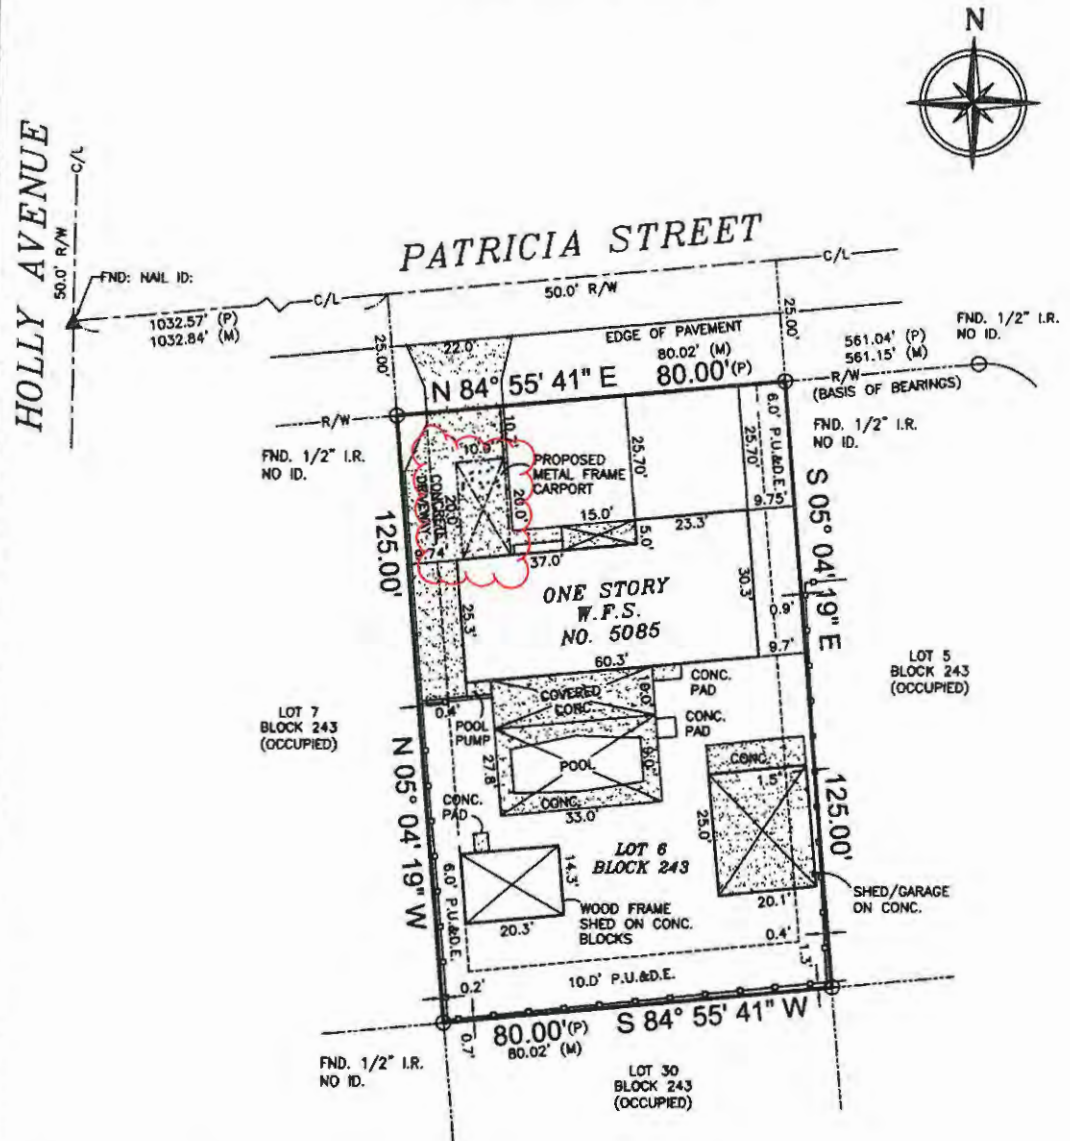 N
HOLLY AVENUE
50.0' R/W
C/L
FND: NAIL ID:
PATRICIA STREET
C/L
50.0' R/W
C/L
1032.57' (P)
1032.84' (M)
25.00'
25.00'
22.0'
EDGE OF PAVEMENT
80.02' (M)
N 84° 55' 41" E
80.00'(P)
561.04' (P)
561.15' (M)
FND. 1/2" I.R.
NO ID.
R/W
(BASIS OF BEARINGS)
R/W
FND. 1/2" I.R.
NO ID.
FND. 1/2" I.R.
NO ID.
6.0' P.U.&D.E.
10.9'
PROPOSED
METAL FRAME
CARPORT
25.70'
25.70'
CONCRETE
DRIVEWAY
20.0'
20.0'
9.75'
15.0'
23.3'
5.0'
37.0'
125.00'
S 05° 04' 19" E
ONE STORY
W.F.S.
NO. 5085
25.3'
30.3'
0.9'
9.7'
60.3'
LOT 5
BLOCK 243
(OCCUPIED)
LOT 7
BLOCK 243
(OCCUPIED)
0.4'
POOL
PUMP
COVERED
CONC.
CONC.
PAD
CONC.
PAD
9.0'
POOL
27.8'
CONC.
33.0'
N 05° 04' 19" W
CONC.
1.5'
25.0'
125.00'
CONC.
PAD
LOT 6
BLOCK 243
14.3'
20.3'
6.0' P.U.&D.E.
WOOD FRAME
SHED ON CONC.
BLOCKS
20.1'
SHED/GARAGE
ON CONC.
0.4'
1.3'
0.2'
10.0' P.U.&D.E.
0.7'
80.00'(P)
80.02' (M)
S 84° 55' 41" W
FND. 1/2" I.R.
NO ID.
LOT 30
BLOCK 243
(OCCUPIED)